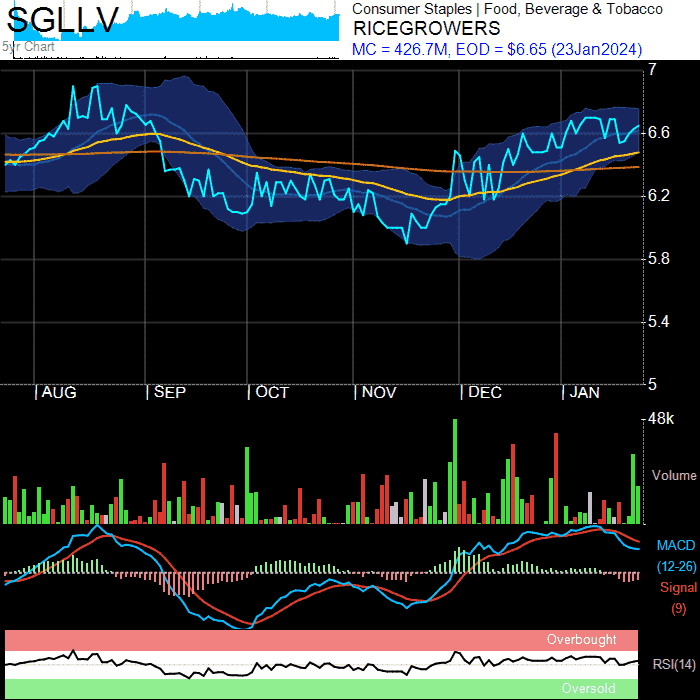 SGLLV
5yr Chart
Consumer Staples | Food, Beverage & Tobacco
RICEGROWERS
MC = 426.7M, EOD = $6.65 (23Jan2024)
7
6.6
6.2
5.8
5.4
5
AUG SEP OCT NOV DEC JAN
48k
Volume
MACD
(12-26)
Signal
(9)
Overbought
RSI(14)
Oversold